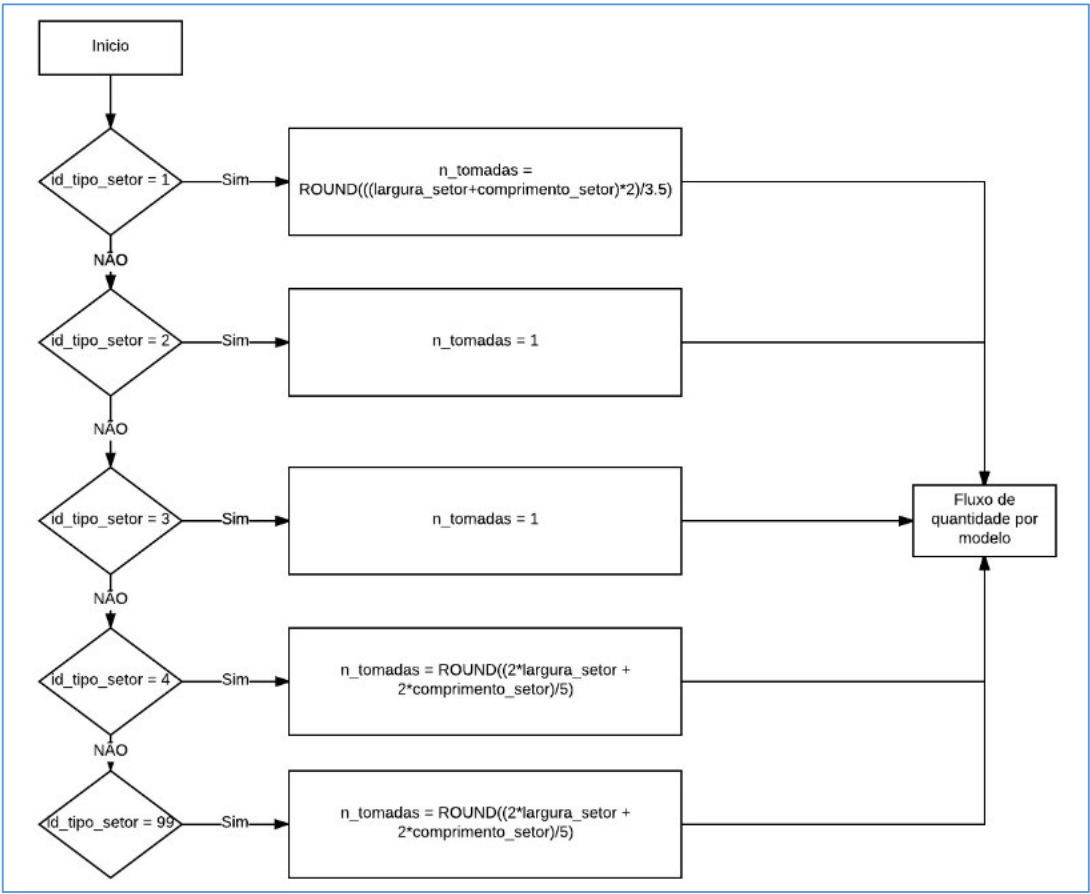 Inicio
id_tipo_setor = 1
Sim
n_tomadas =
ROUND(((largura_setor+comprimento_setor)*2)/3.5)
NÃO
id_tipo_setor = 2
Sim
n_tomadas = 1
NÃO
id_tipo_setor = 3
Sim
n_tomadas = 1
Fluxo de
quantidade por
modelo
NÃO
id_tipo_setor = 4
Sim
n_tomadas = ROUND((2*largura_setor +
2*comprimento_setor)/5)
NÃO
id_tipo_setor = 99
Sim
n_tomadas = ROUND((2*largura_setor +
2*comprimento_setor)/5)